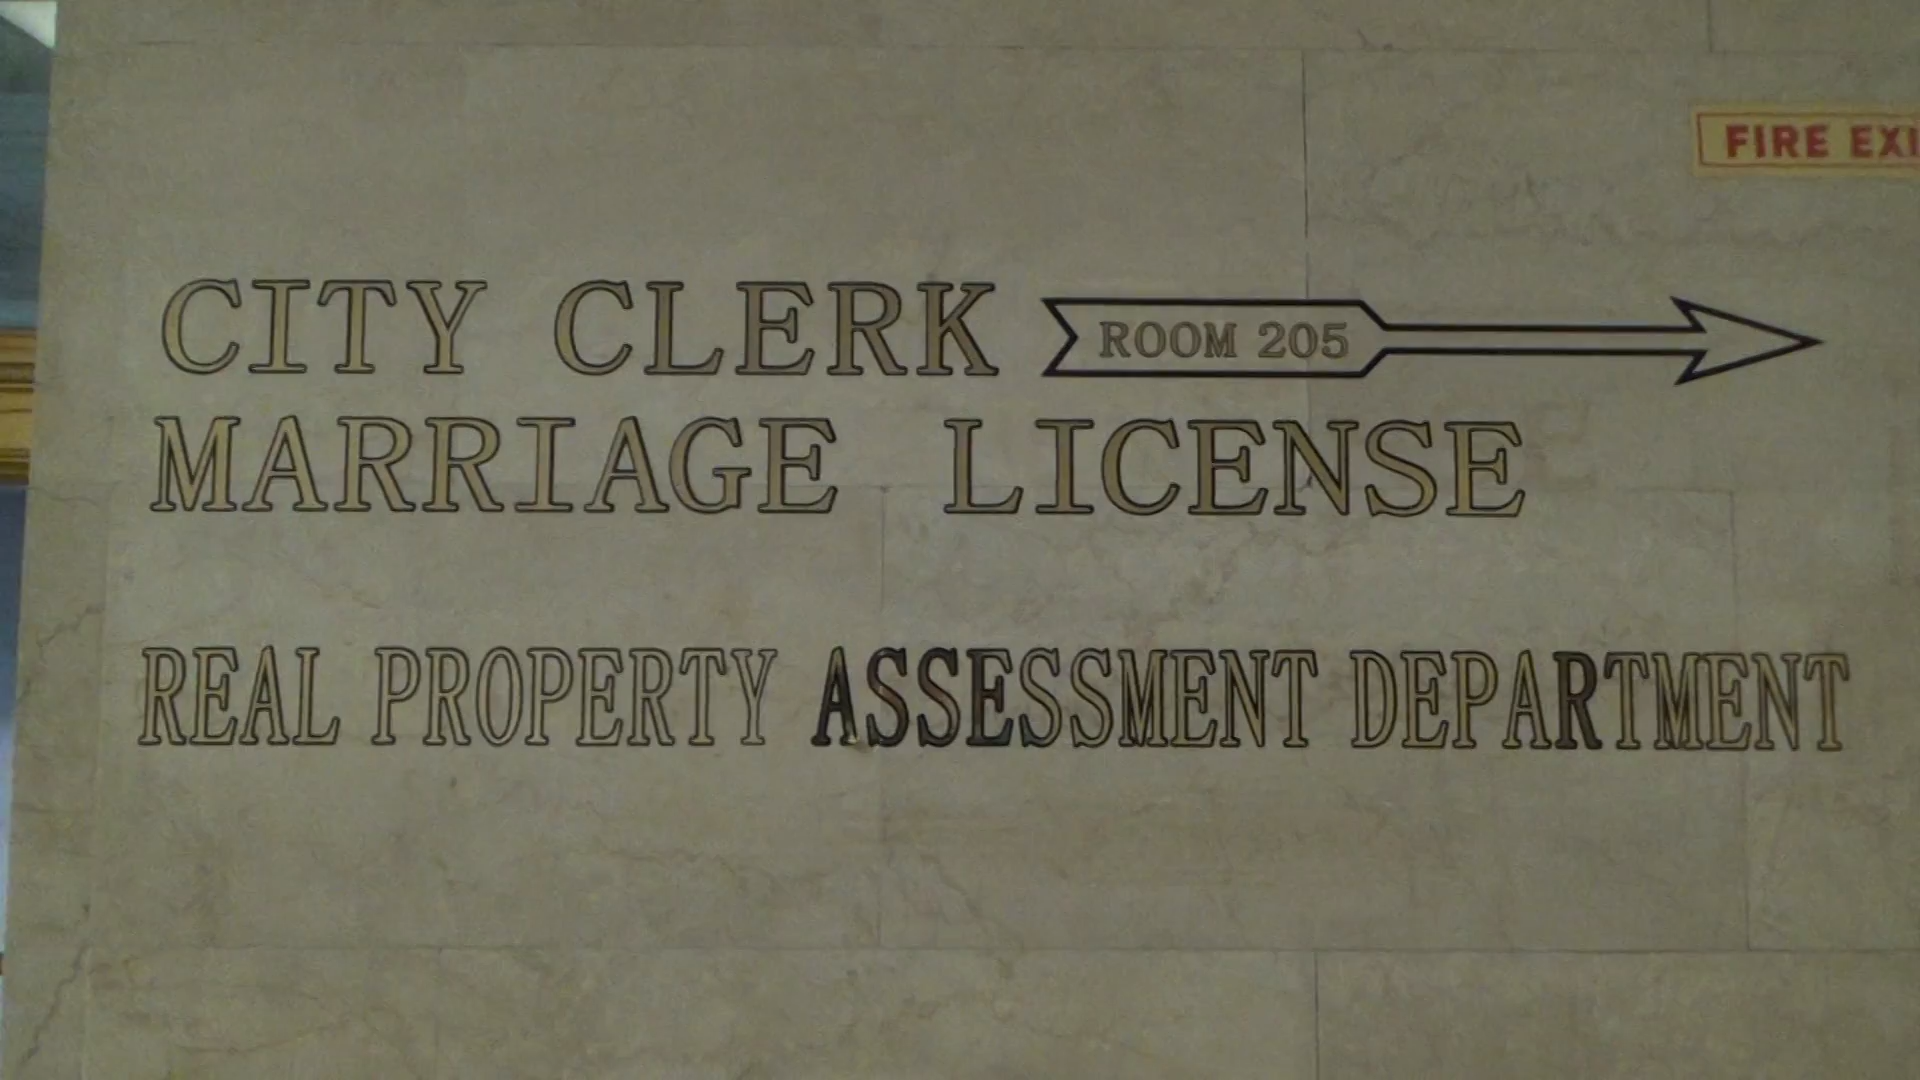 FIRE EXI
CITY CLERK ROOM 205
MARRIAGE LICENSE
REAL PROPERTY ASSESSMENT DEPARTMENT